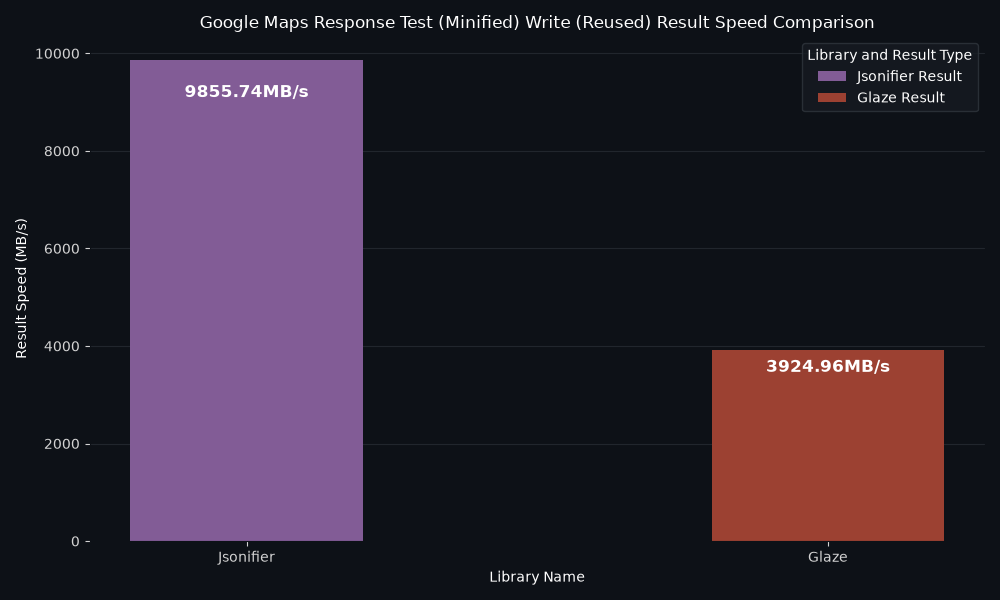 Google Maps Response Test (Minified) Write (Reused) Result Speed Comparison
Library and Result Type
Jsonifier Result
Glaze Result
Result Speed (MB/s)
10000
8000
6000
4000
2000
0
9855.74MB/s
3924.96MB/s
Jsonifier
Glaze
Library Name